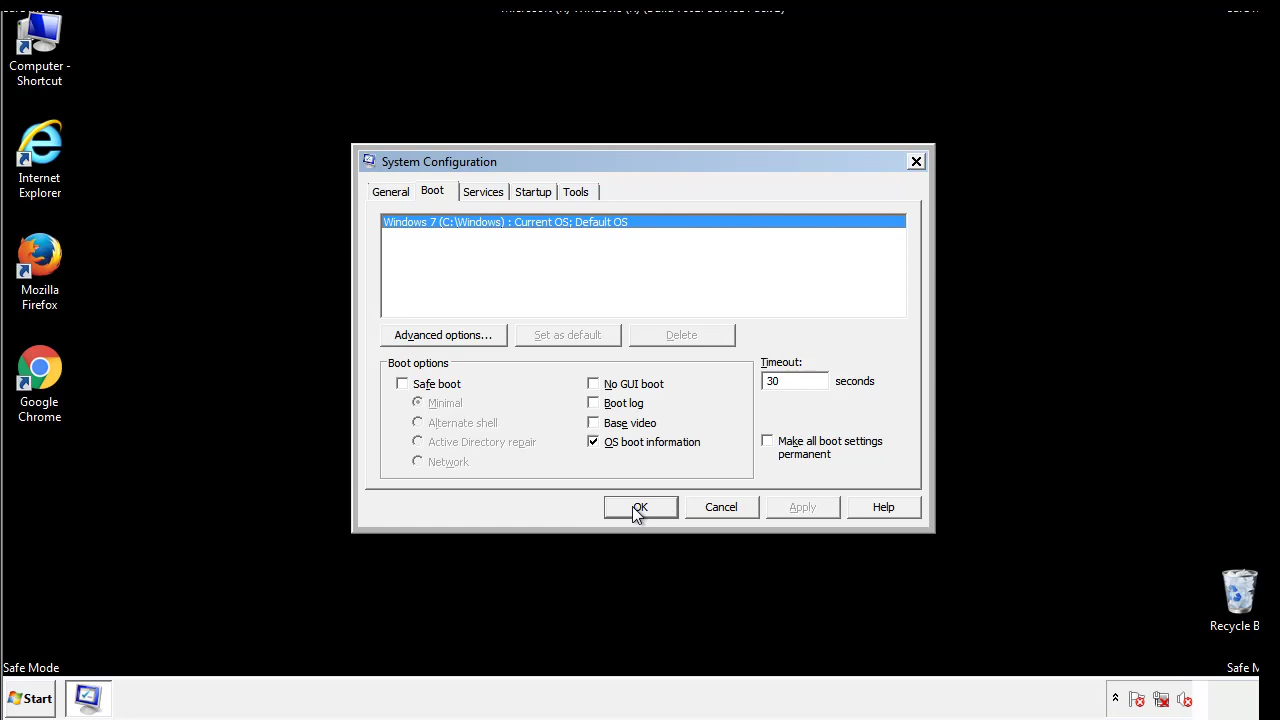 Computer -
Shortcut
Internet
Explorer
Mozilla
Firefox
Google
Chrome
System Configuration
General
Boot
Services
Startup
Tools
Windows 7 (C:\Windows) : Current OS; Default OS
Advanced options...
Set as default
Delete
Boot options
Safe boot
Minimal
Alternate shell
Active Directory repair
Network
No GUI boot
Boot log
Base video
OS boot information
Timeout:
30 seconds
Make all boot settings
permanent
OK
Cancel
Apply
Help
Recycle B
Safe Mode
Safe M
Start